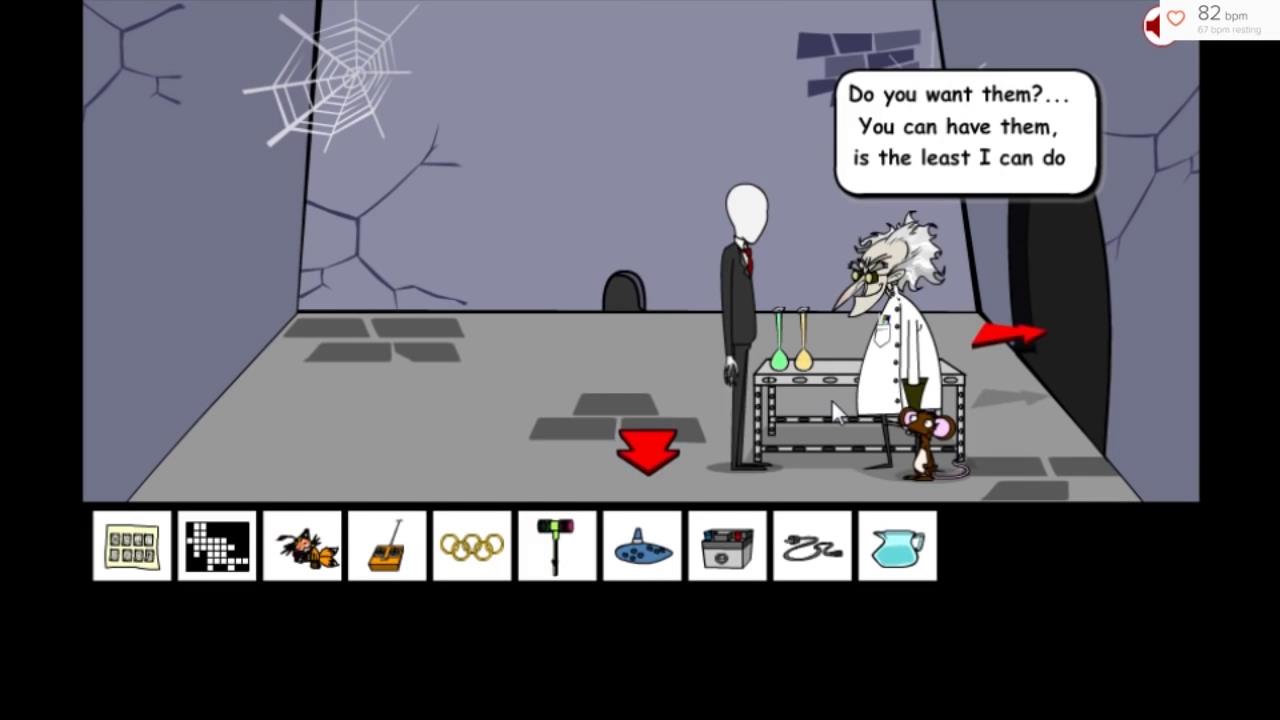 82 bpm
67 bpm resting
Do you want them?...
You can have them,
is the least I can do